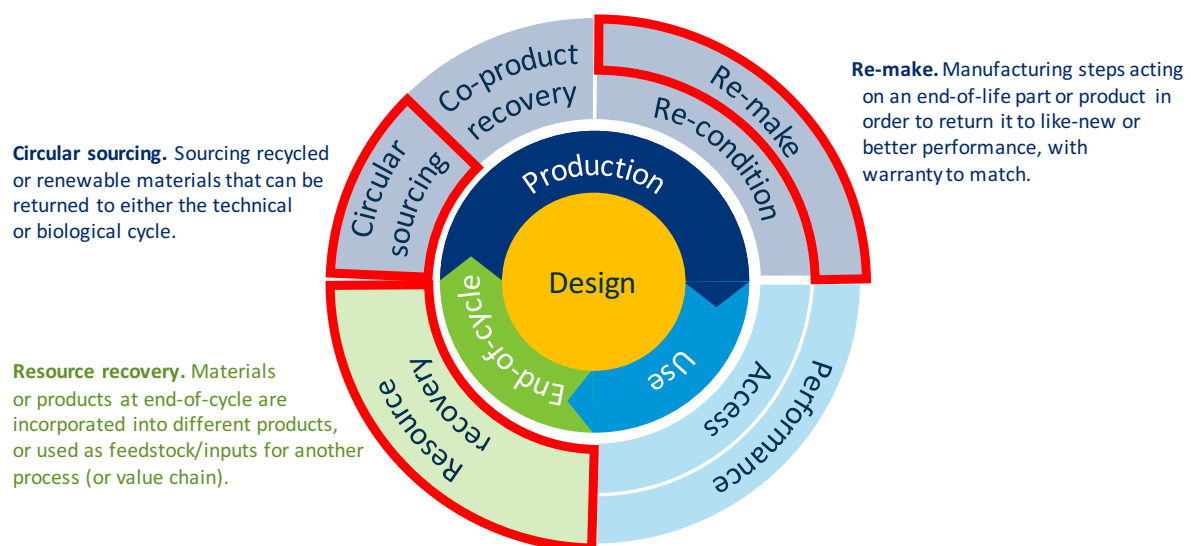 Co-product
recovery
Re-make
Re-condition
Circular
sourcing
Production
Design
End-of-cycle
Use
Resource
recovery
Access
Performance
Re-make. Manufacturing steps acting
on an end-of-life part or product in
order to return it to like-new or
better performance, with
warranty to match.
Circular sourcing. Sourcing recycled
or renewable materials that can be
returned to either the technical
or biological cycle.
Resource recovery. Materials
or products at end-of-cycle are
incorporated into different products,
or used as feedstock/inputs for another
process (or value chain).